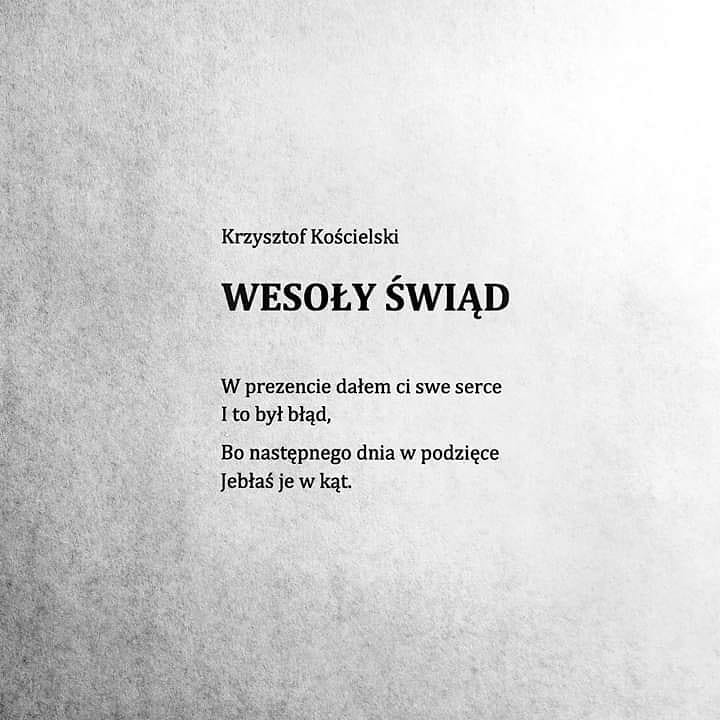 Krzysztof Kościelski
WESOŁY ŚWIĄD
W prezencie dałem ci swe serce
I to był błąd,
Bo następnego dnia w podzięce
Jebłaś je w kąt.